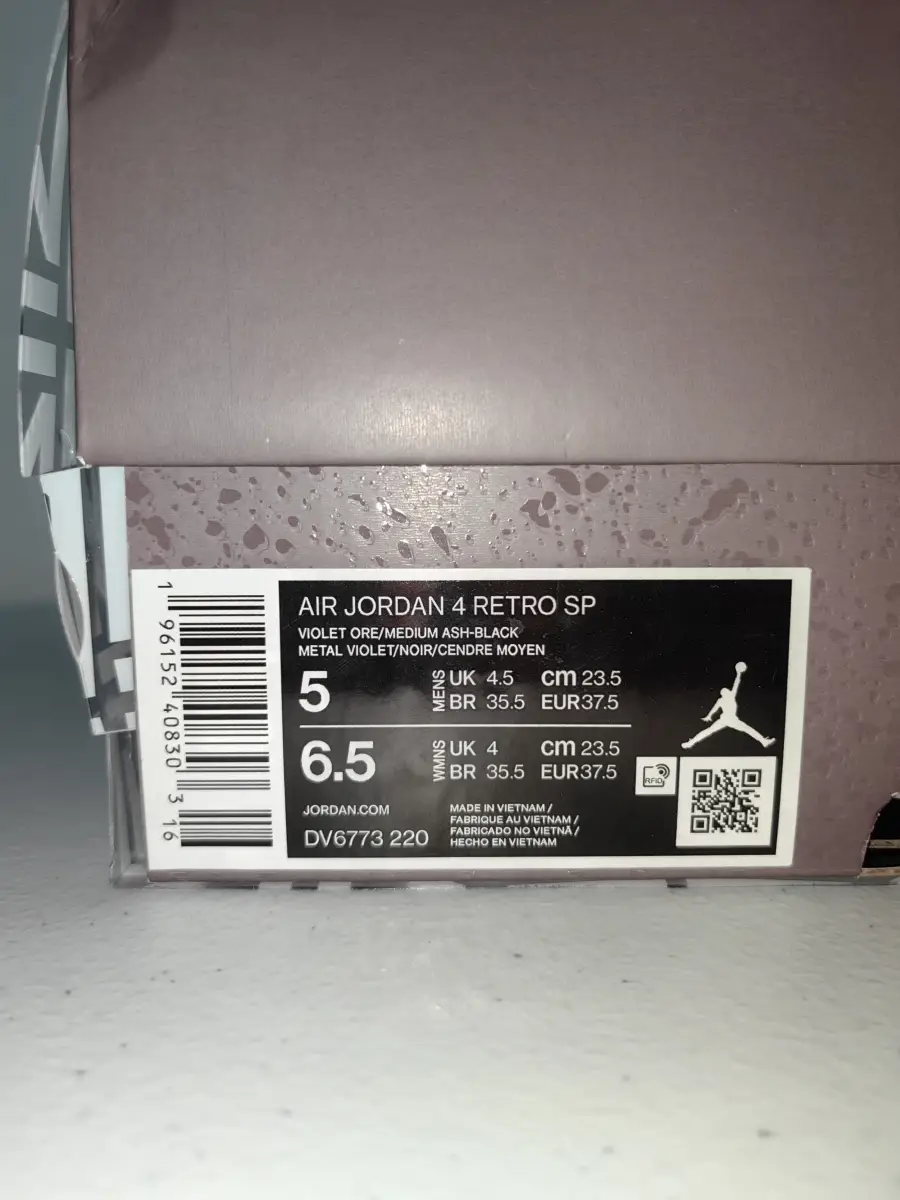 AIR JORDAN 4 RETRO SP
VIOLET ORE/MEDIUM ASH-BLACK
METAL VIOLET/NOIR/CENDRE MOYEN
5 MENS UK 4.5 cm 23.5
BR 35.5 EUR 37.5
6.5 WMNS UK 4 cm 23.5
BR 35.5 EUR 37.5
RFID
JORDAN.COM
DV6773 220
MADE IN VIETNAM /
FABRIQUE AU VIETNAM /
FABRICADO NO VIETNÃ /
HECHO EN VIETNAM
1 96152 40830 3 16